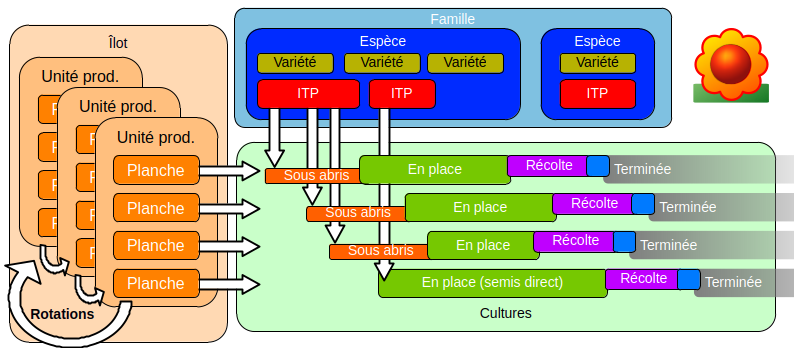 Famille
Îlot
Espèce
Espèce
Variété
Variété
Variété
Variété
Unité prod.
ITP
ITP
ITP
Unité prod.
Unité prod.
Planche
Sous abris
En place
Récolte
Terminée
Planche
Sous abris
En place
Récolte
Terminée
Planche
Sous abris
En place
Récolte
Terminée
Planche
En place (semis direct)
Récolte
Terminée
Rotations
Cultures